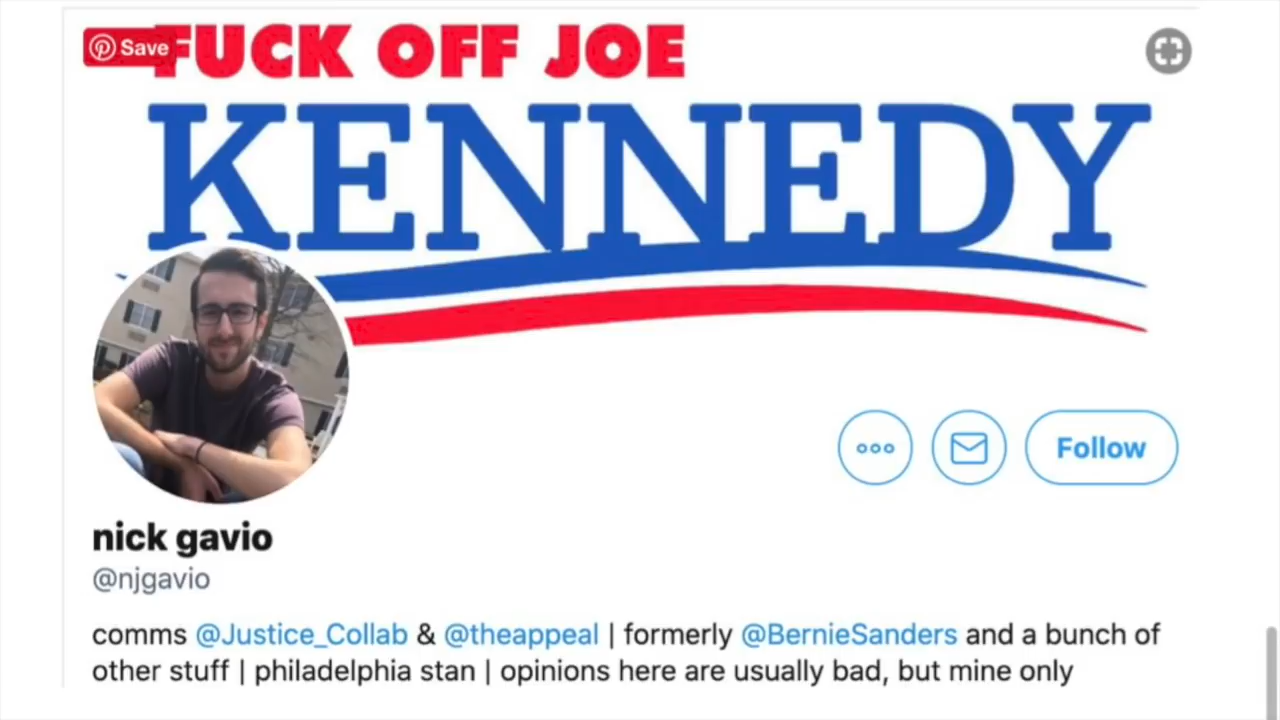 Save
FUCK OFF JOE
KENNEDY
Follow
nick gavio
@njgavio
comms @Justice_Collab & @theappeal | formerly @BernieSanders and a bunch of
other stuff | philadelphia stan | opinions here are usually bad, but mine only